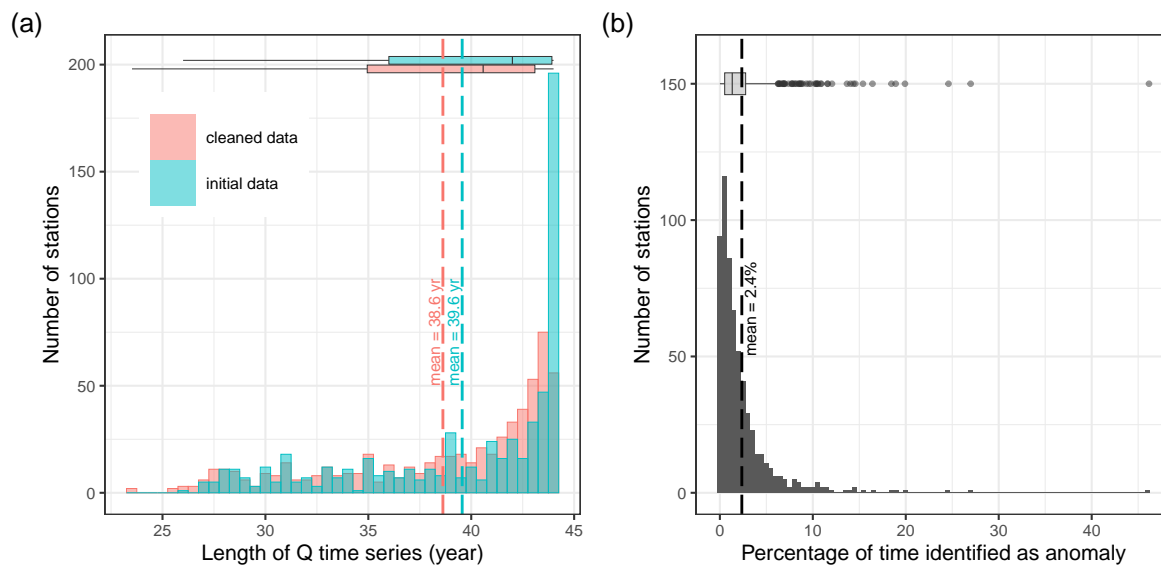 (a)
Number of stations
200
150
100
50
0
cleaned data
initial data
mean = 38.6 yr
mean = 39.6 yr
25
30
35
40
45
Length of Q time series (year)
(b)
Number of stations
150
100
50
0
mean = 2.4%
0
10
20
30
40
Percentage of time identified as anomaly